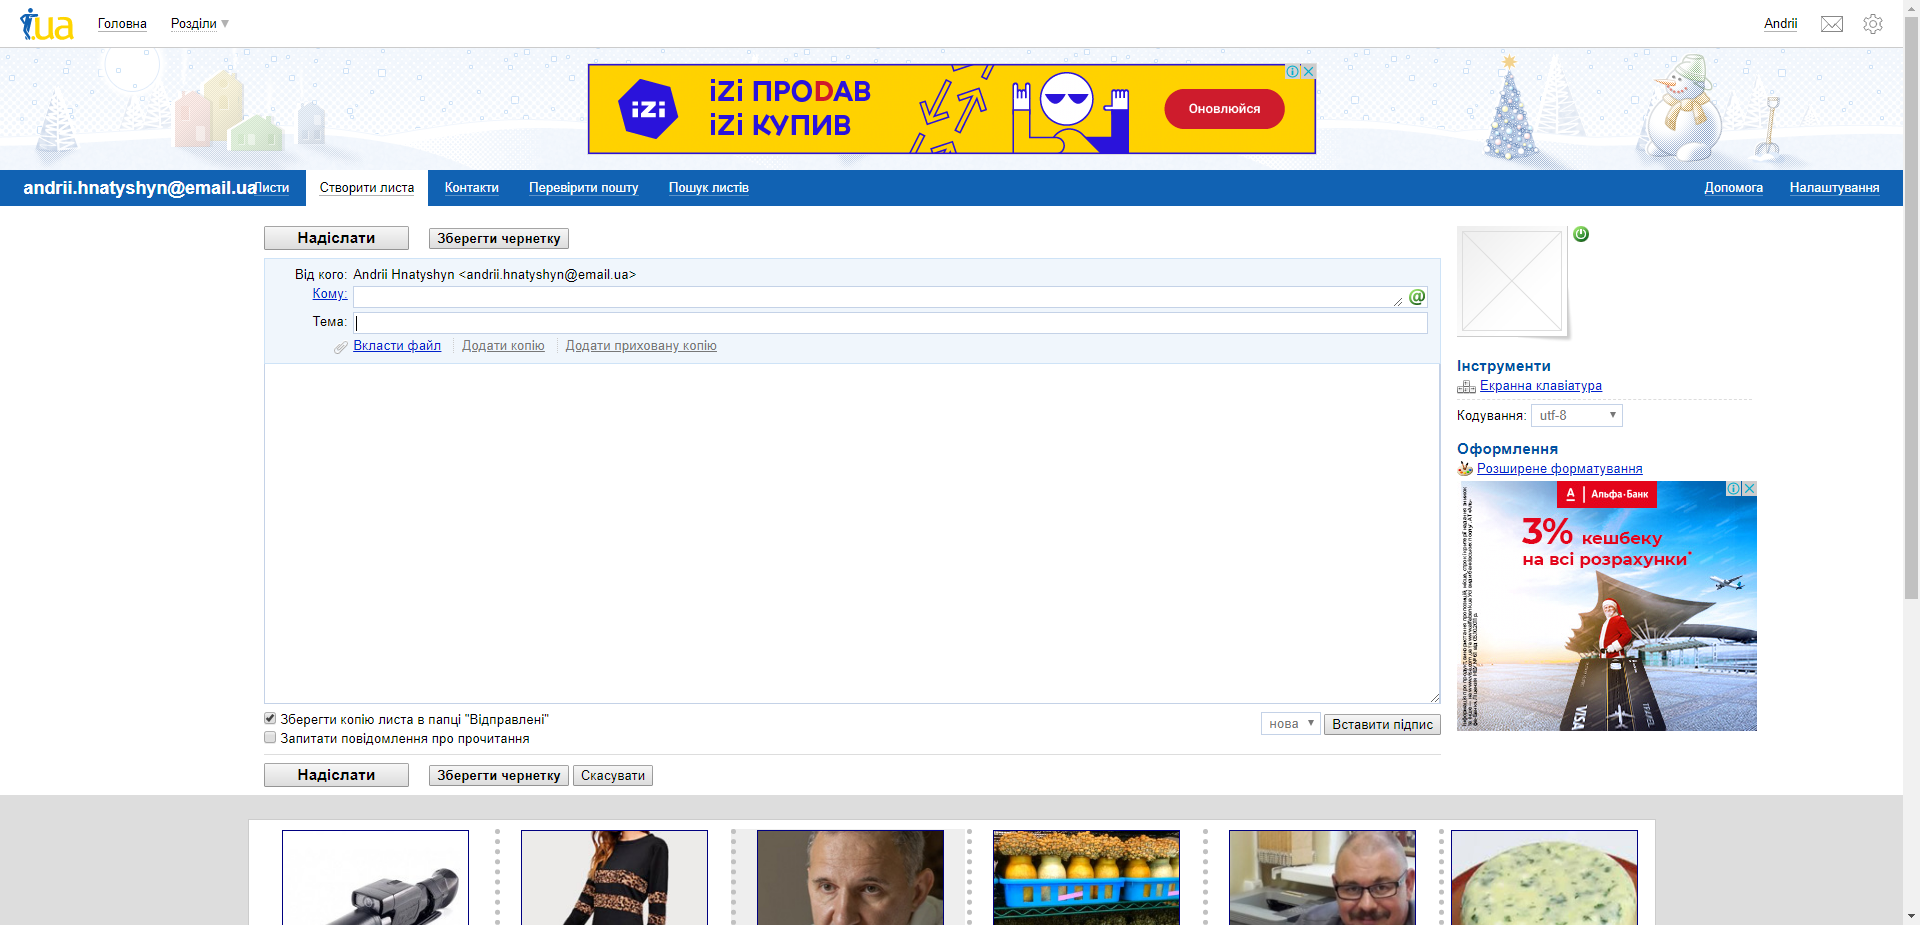 .ua
Головна
Розділи
Andrii
iZi
iZi ПРОDАВ
iZi КУПИВ
Оновлюйся
andrii.hnatyshyn@email.ua
Листи
Створити листа
Контакти
Перевірити пошту
Пошук листів
Допомога
Налаштування
Надіслати
Зберегти чернетку
Від кого: Andrii Hnatyshyn <andrii.hnatyshyn@email.ua>
Кому:
Тема:
Вкласти файл
Додати копію
Додати приховану копію
Інструменти
Екранна клавіатура
Кодування: utf-8
Оформлення
Розширене форматування
Альфа·Банк
3% кешбеку
на всі розрахунки*
VISA
TRAVEL
Зберегти копію листа в папці "Відправлені"
Запитати повідомлення про прочитання
нова
Вставити підпис
Надіслати
Зберегти чернетку
Скасувати